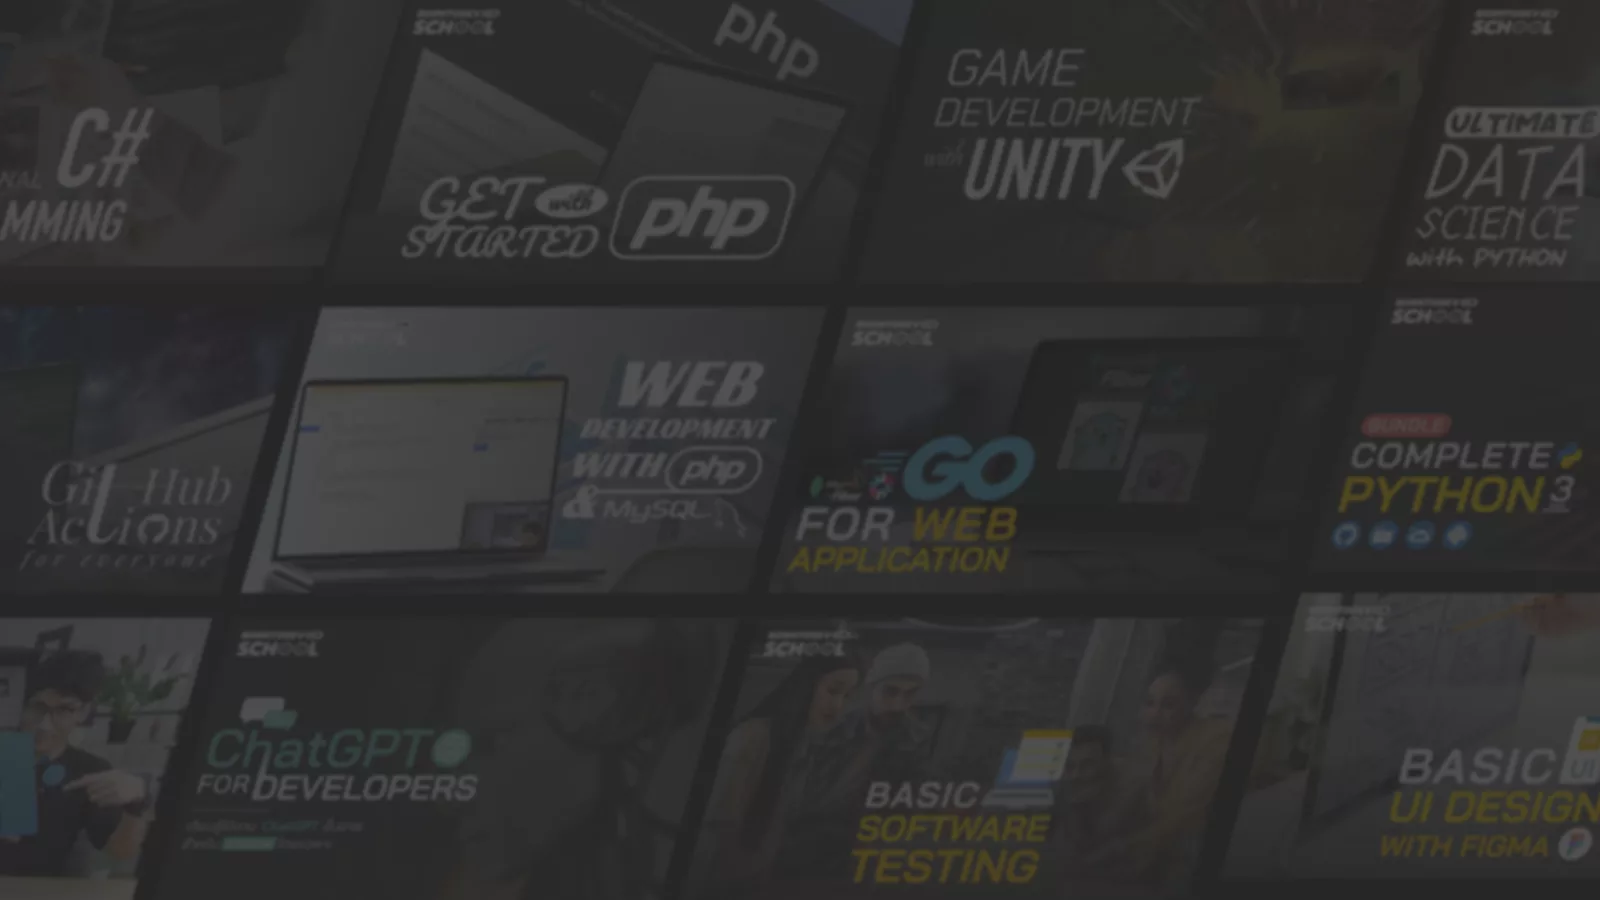 SCHOOL
php
C#
MMING
GET with
STARTED php
GAME
DEVELOPMENT
with UNITY
SCHOOL
ULTIMATE
DATA
SCIENCE
with PYTHON
GitHub
Actions
for everyone
WEB
DEVELOPMENT
WITH php
& MySQL
SCHOOL
Fiber
GO
FOR WEB
APPLICATION
SCHOOL
BUNDLE
COMPLETE
PYTHON 3
SCHOOL
ChatGPT
FOR DEVELOPERS
SCHOOL
BASIC
SOFTWARE
TESTING
SCHOOL
BASIC UI
UI DESIGN
WITH FIGMA